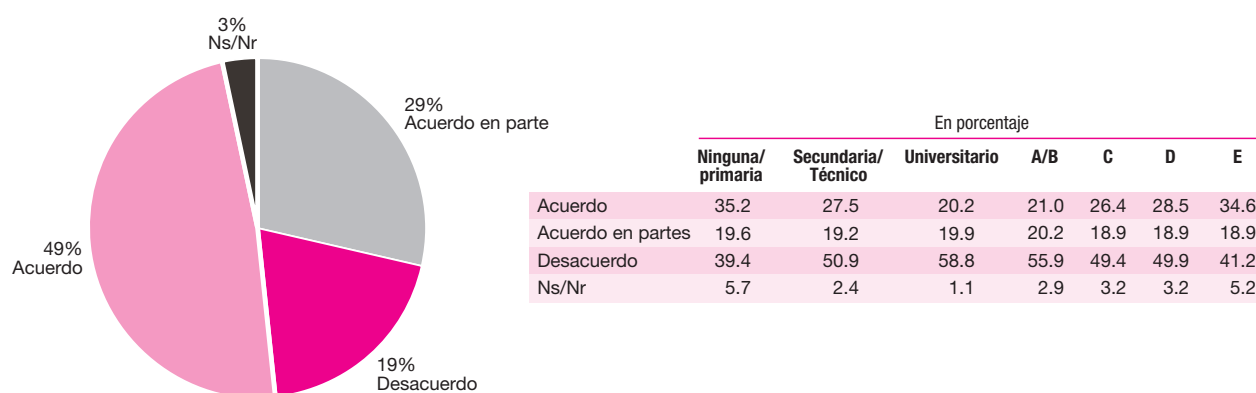 3%
Ns/Nr
29%
Acuerdo en parte
49%
Acuerdo
19%
Desacuerdo
En porcentaje
Ninguna/ Secundaria/ Universitario A/B C D E
primaria Técnico
Acuerdo 35.2 27.5 20.2 21.0 26.4 28.5 34.6
Acuerdo en partes 19.6 19.2 19.9 20.2 18.9 18.9 18.9
Desacuerdo 39.4 50.9 58.8 55.9 49.4 49.9 41.2
Ns/Nr 5.7 2.4 1.1 2.9 3.2 3.2 5.2